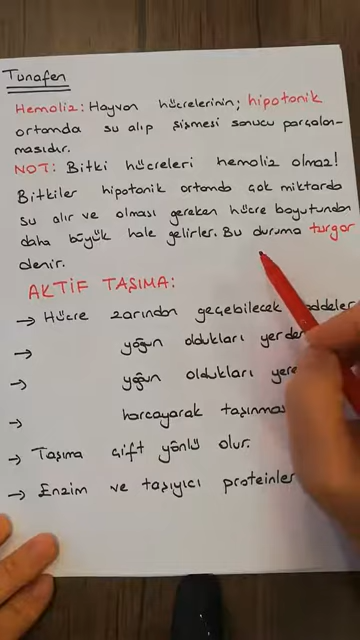 Tunafen
Hemoliz: Hayvan hücrelerinin; hipotonik
ortamda su alıp şişmesi sonucu parçalan-
masıdır.
NOT: Bitki hücreleri hemoliz olmaz!
Bitkiler hipotonik ortamda çok miktarda
su alır ve olması gereken hücre boyutundan
daha büyük hale gelirler. Bu duruma turgor
denir.
AKTİF TAŞIMA:
→ Hücre zarından geçebilecek
→ yoğun oldukları yerden
→ yoğun oldukları yere
→ harcayarak taşınması
→ Taşıma çift yönlü olur.
→ Enzim ve taşıyıcı proteinler